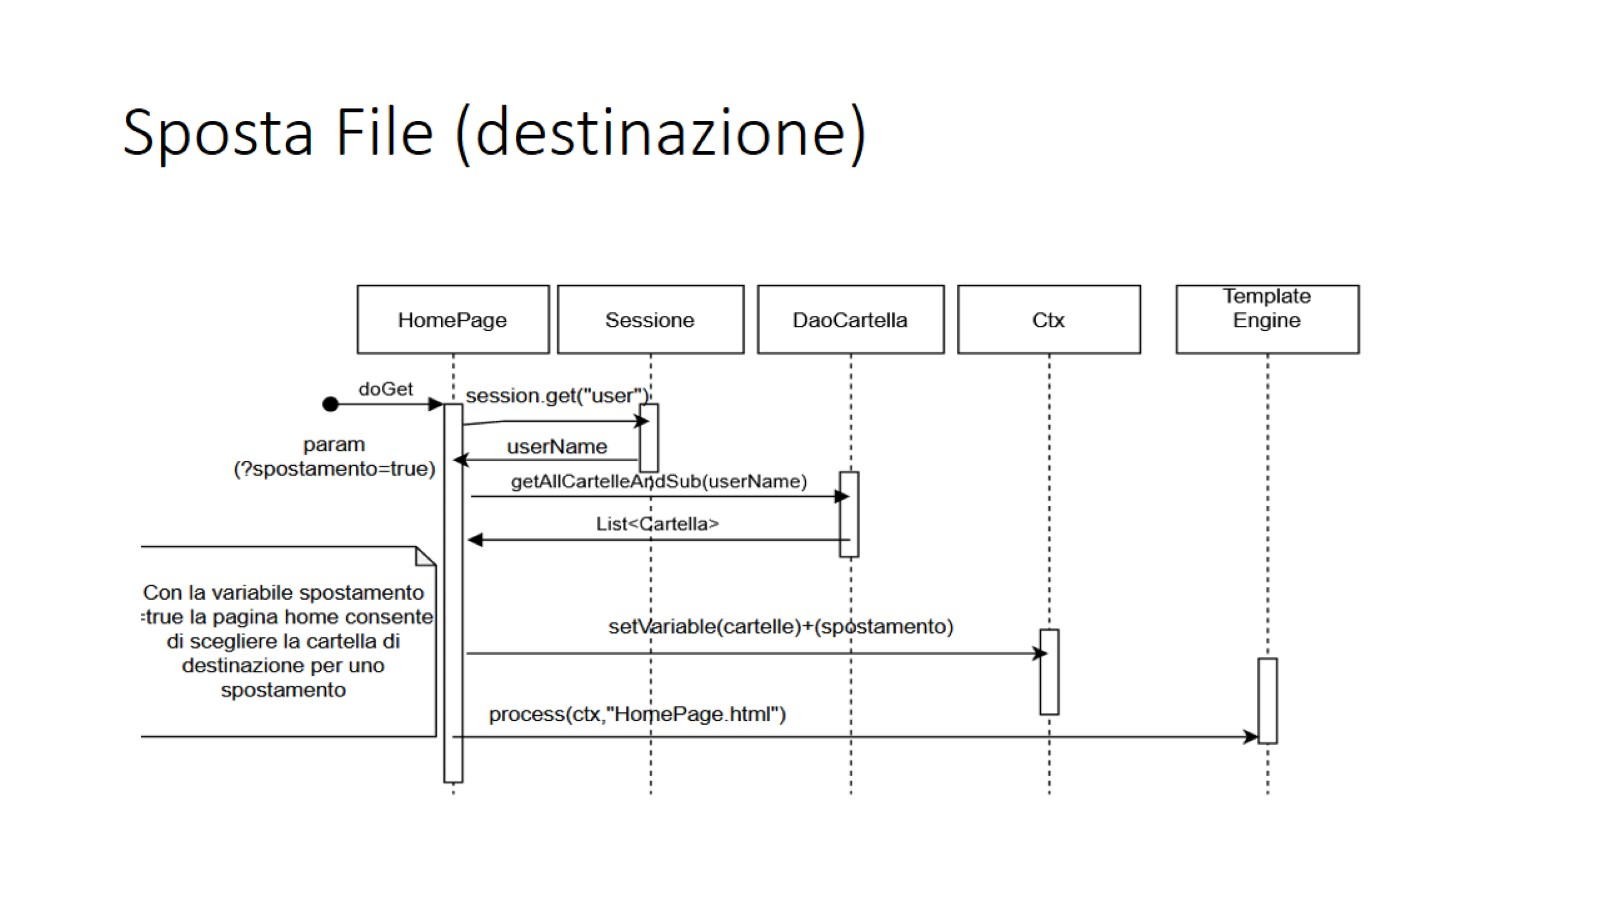 Sposta File (destinazione)
HomePage
Sessione
DaoCartella
Ctx
Template
Engine
doGet
session.get("user")
param
(?spostamento=true)
userName
getAllCartelleAndSub(userName)
List<Cartella>
Con la variabile spostamento
=true la pagina home consente
di scegliere la cartella di
destinazione per uno
spostamento
setVariable(cartelle)+(spostamento)
process(ctx,"HomePage.html")